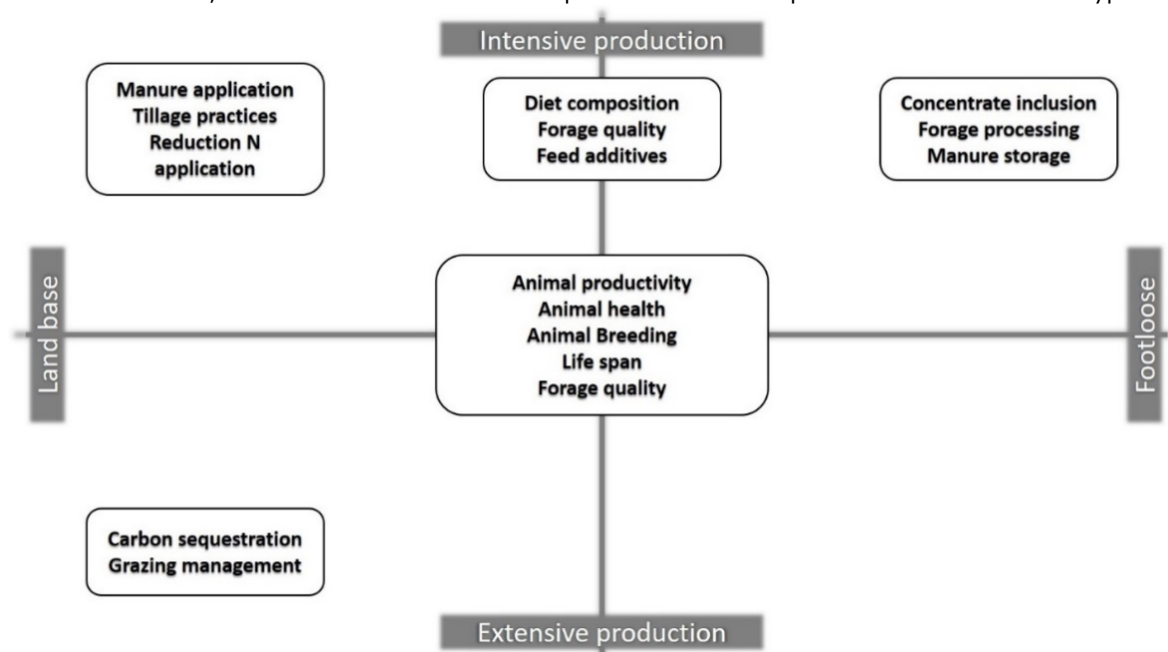 Intensive production
Manure application
Tillage practices
Reduction N
application
Diet composition
Forage quality
Feed additives
Concentrate inclusion
Forage processing
Manure storage
Land base
Animal productivity
Animal health
Animal Breeding
Life span
Forage quality
Footloose
Carbon sequestration
Grazing management
Extensive production